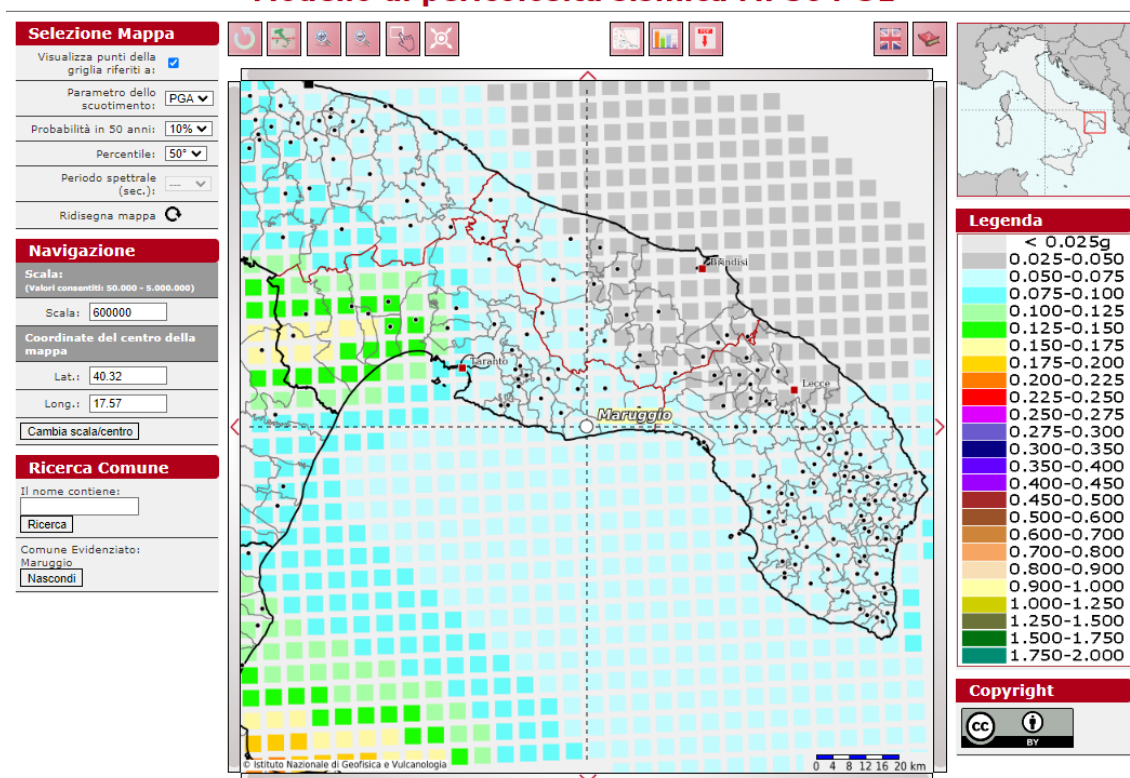 Selezione Mappa
Visualizza punti della
griglia riferiti a:
Parametro dello
scuotimento:
PGA
Probabilità in 50 anni:
10%
Percentile:
50°
Periodo spettrale
(sec.):
---
Ridisegna mappa
Navigazione
Scala:
(Valori consentiti: 50.000 - 5.000.000)
Scala:
600000
Coordinate del centro della
mappa
Lat.:
40.32
Long.:
17.57
Cambia scala/centro
Ricerca Comune
Il nome contiene:
Ricerca
Comune Evidenziato:
Maruggio
Nascondi
PDF
Brindisi
Taranto
Lecce
Maruggio
© Istituto Nazionale di Geofisica e Vulcanologia
0 4 8 12 16 20 km
Legenda
< 0.025g
0.025-0.050
0.050-0.075
0.075-0.100
0.100-0.125
0.125-0.150
0.150-0.175
0.175-0.200
0.200-0.225
0.225-0.250
0.250-0.275
0.275-0.300
0.300-0.350
0.350-0.400
0.400-0.450
0.450-0.500
0.500-0.600
0.600-0.700
0.700-0.800
0.800-0.900
0.900-1.000
1.000-1.250
1.250-1.500
1.500-1.750
1.750-2.000
Copyright
cc
BY